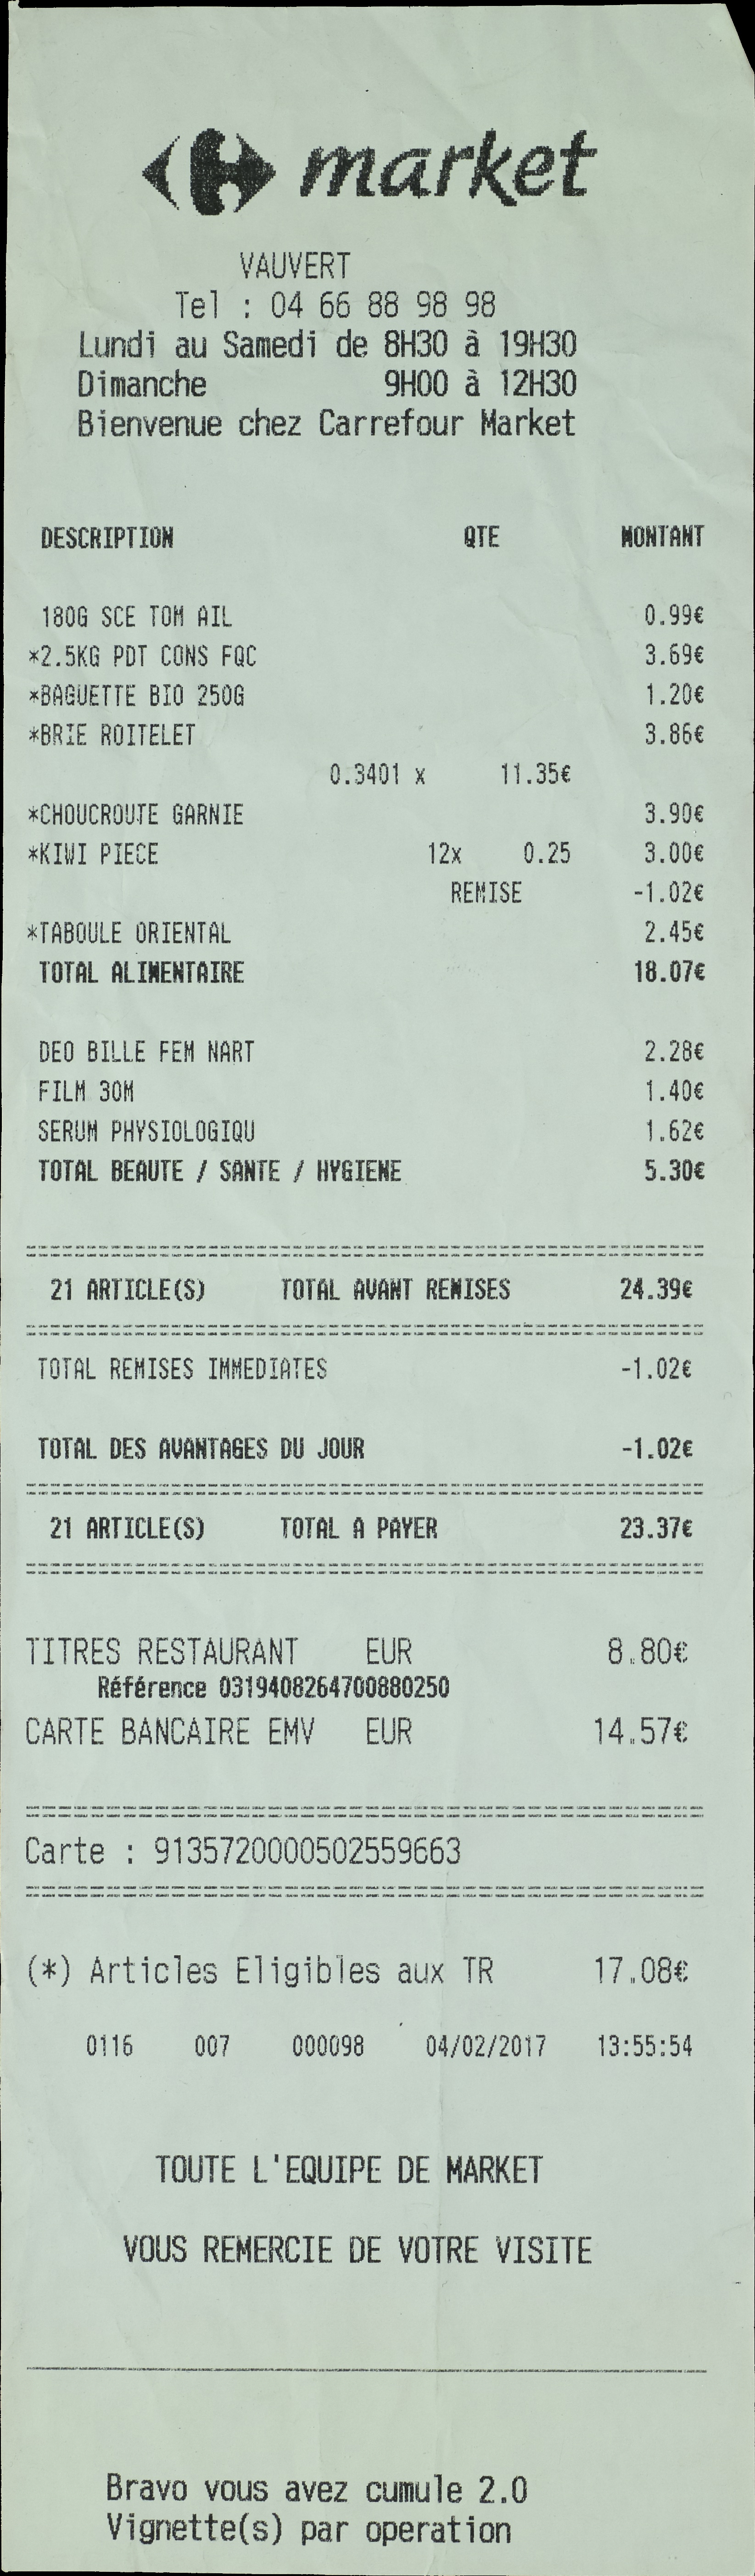 market
VAUVERT
Tel : 04 66 88 98 98
Lundi au Samedi de 8H30 à 19H30
Dimanche 9H00 à 12H30
Bienvenue chez Carrefour Market
DESCRIPTION QTE MONTANT
180G SCE TOM AIL 0.99€
*2.5KG PDT CONS FQC 3.69€
*BAGUETTE BIO 250G 1.20€
*BRIE ROITELET 3.86€
0.3401 x 11.35€
*CHOUCROUTE GARNIE 3.90€
*KIWI PIECE 12x 0.25 3.00€
REMISE -1.02€
*TABOULE ORIENTAL 2.45€
TOTAL ALIMENTAIRE 18.07€
DEO BILLE FEM NART 2.28€
FILM 30M 1.40€
SERUM PHYSIOLOGIQU 1.62€
TOTAL BEAUTE / SANTE / HYGIENE 5.30€
21 ARTICLE(S) TOTAL AVANT REMISES 24.39€
TOTAL REMISES IMMEDIATES -1.02€
TOTAL DES AVANTAGES DU JOUR -1.02€
21 ARTICLE(S) TOTAL A PAYER 23.37€
TITRES RESTAURANT EUR 8.80€
Référence 0319408264700880250
CARTE BANCAIRE EMV EUR 14.57€
Carte : 9135720000502559663
(*) Articles Eligibles aux TR 17.08€
0116 007 000098 04/02/2017 13:55:54
TOUTE L'EQUIPE DE MARKET
VOUS REMERCIE DE VOTRE VISITE
Bravo vous avez cumule 2.0
Vignette(s) par operation